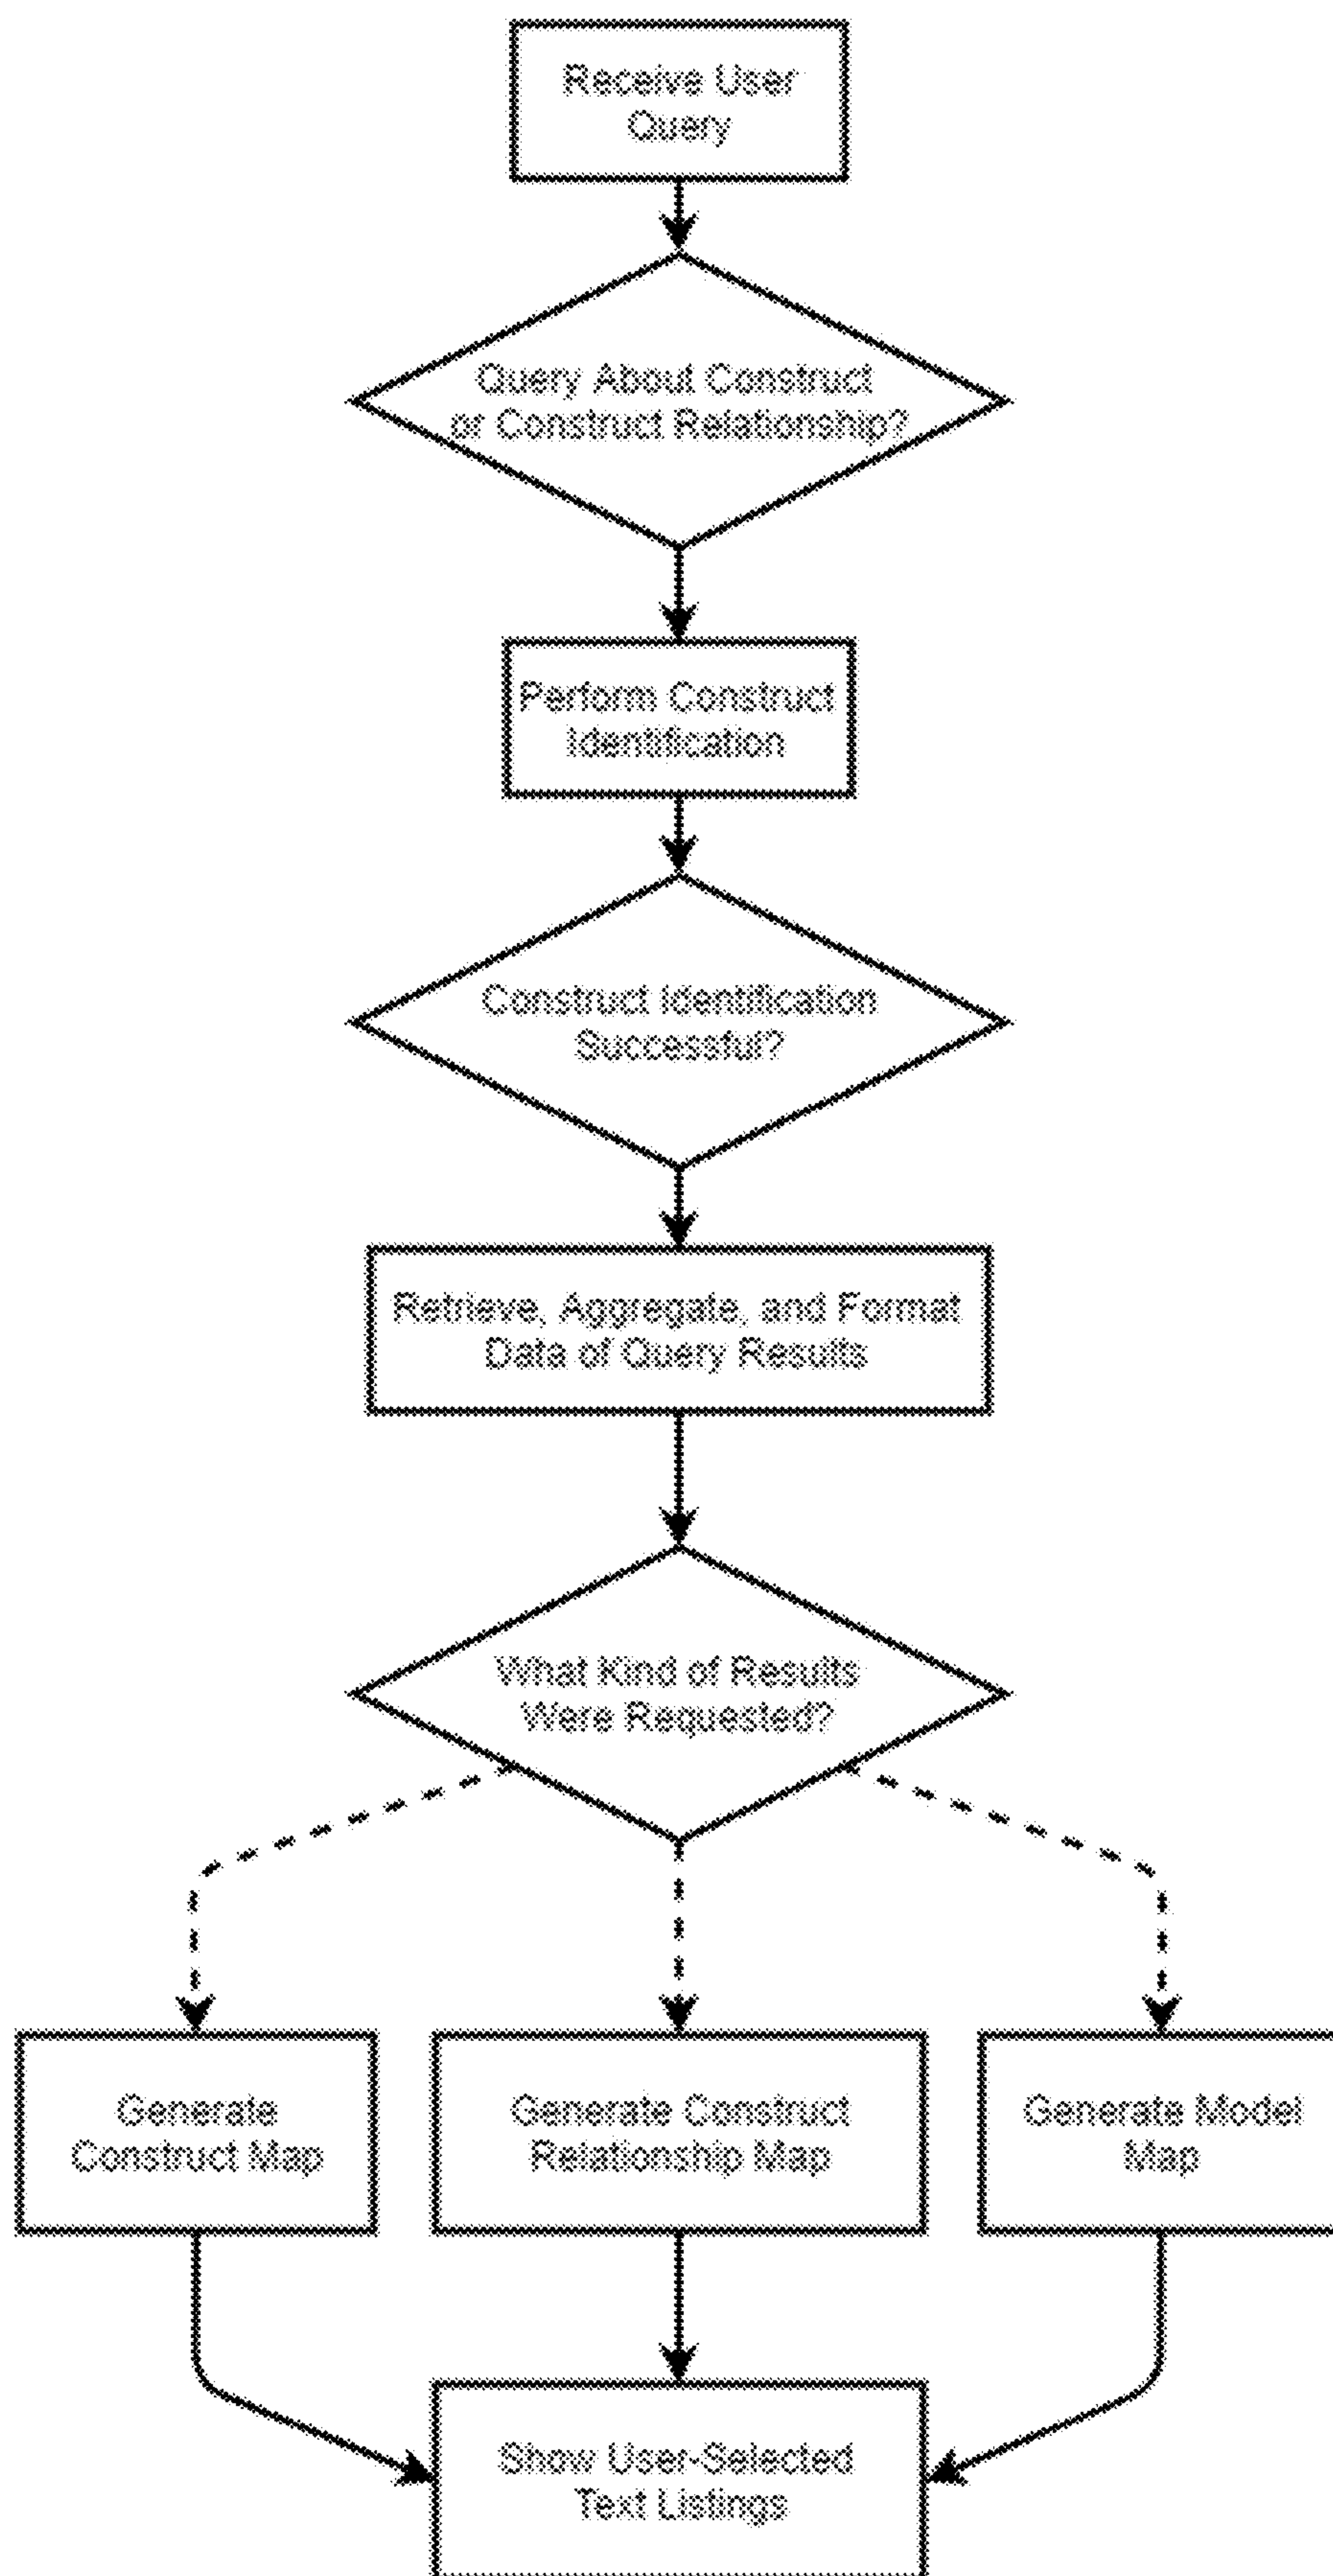 Receive User
Query
Query About Construct
or Construct Relationship?
Perform Construct
Identification
Construct Identification
Successful?
Retrieve, Aggregate, and Format
Data of Query Results
What Kind of Results
Were Requested?
Generate
Construct Map
Generate Construct
Relationship Map
Generate Model
Map
Show User-Selected
Text Listings